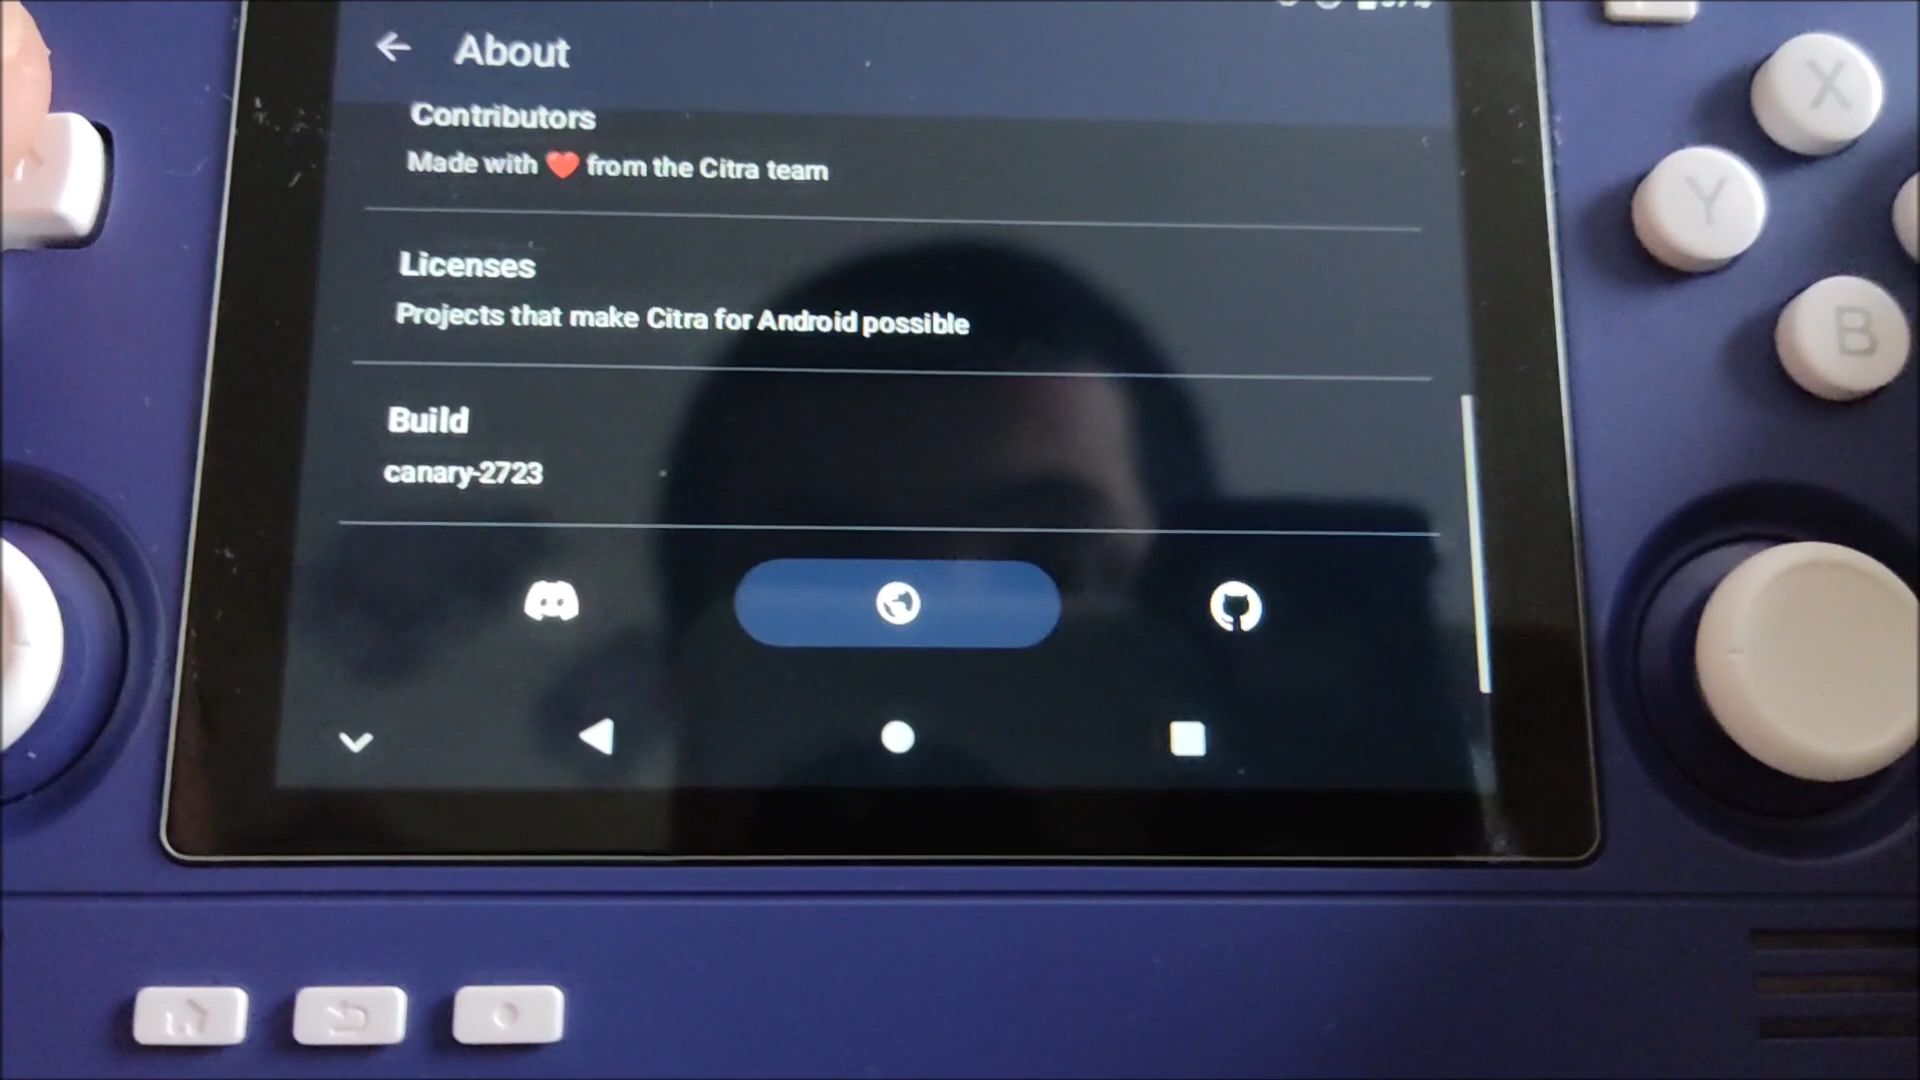 About
Contributors
Made with ❤️ from the Citra team
Licenses
Projects that make Citra for Android possible
Build
canary-2723
X
Y
B